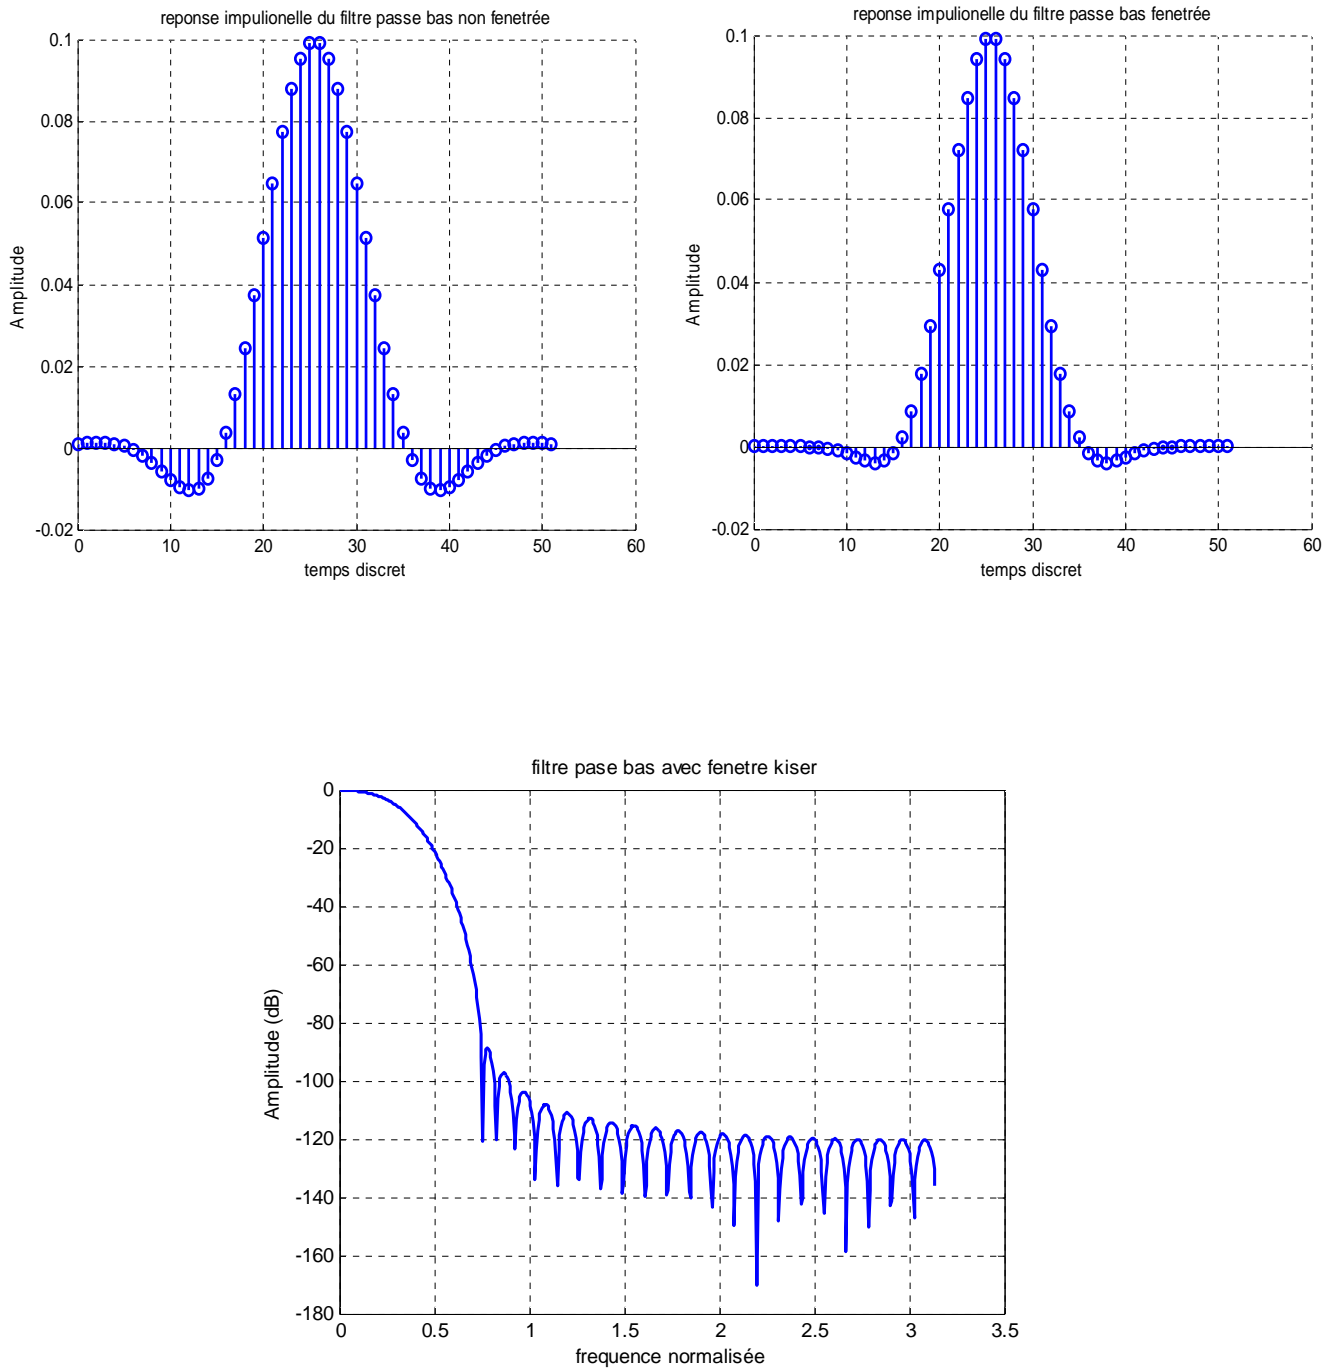 reponse impulionelle du filtre passe bas non fenetrée
0.1
0.08
0.06
0.04
0.02
0
-0.02
Amplitude
0 10 20 30 40 50 60
temps discret
reponse impulionelle du filtre passe bas fenetrée
0.1
0.08
0.06
0.04
0.02
0
-0.02
Amplitude
0 10 20 30 40 50 60
temps discret
filtre pase bas avec fenetre kiser
0
-20
-40
-60
-80
-100
-120
-140
-160
-180
Amplitude (dB)
0 0.5 1 1.5 2 2.5 3 3.5
frequence normalisée